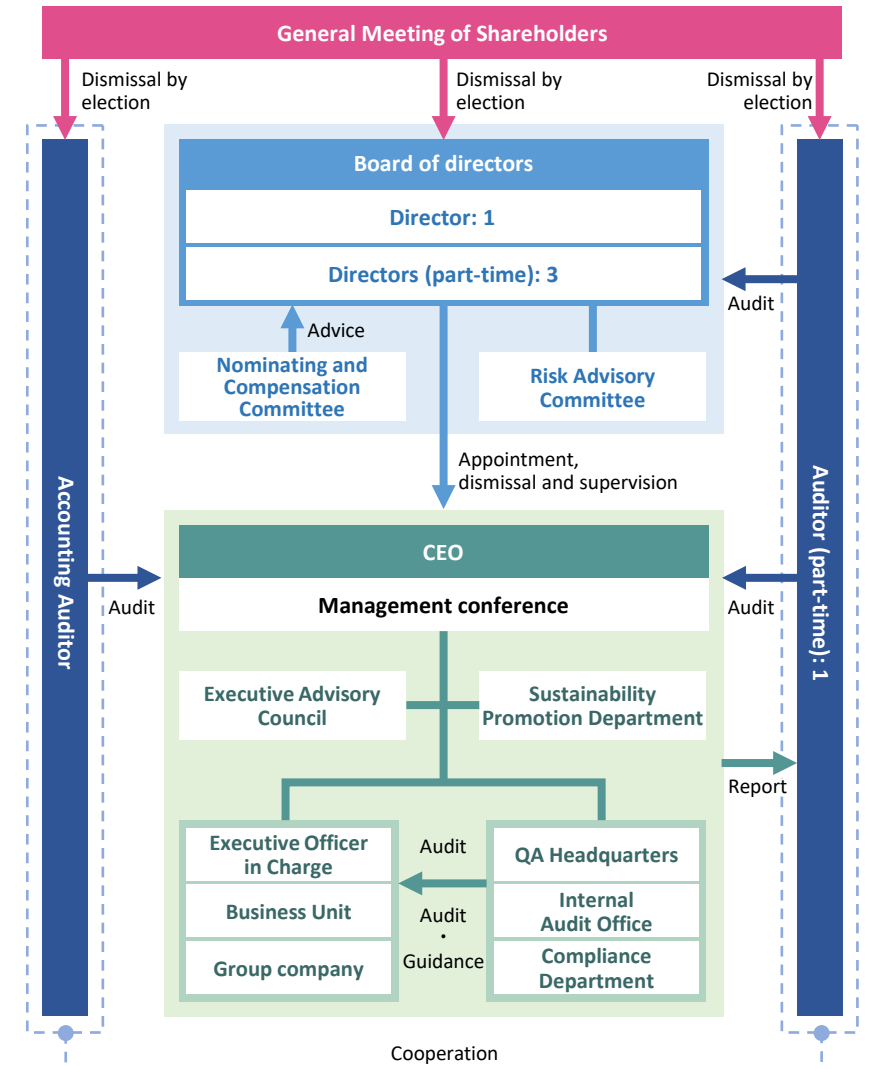 General Meeting of Shareholders
Dismissal by
election
Dismissal by
election
Dismissal by
election
Board of directors
Director: 1
Directors (part-time): 3
Audit
Advice
Nominating and
Compensation
Committee
Risk Advisory
Committee
Appointment,
dismissal and supervision
Accounting Auditor
Auditor (part-time): 1
CEO
Management conference
Audit
Audit
Executive Advisory
Council
Sustainability
Promotion Department
Report
Executive Officer
in Charge
Business Unit
Group company
Audit
Audit
・
Guidance
QA Headquarters
Internal
Audit Office
Compliance
Department
Cooperation